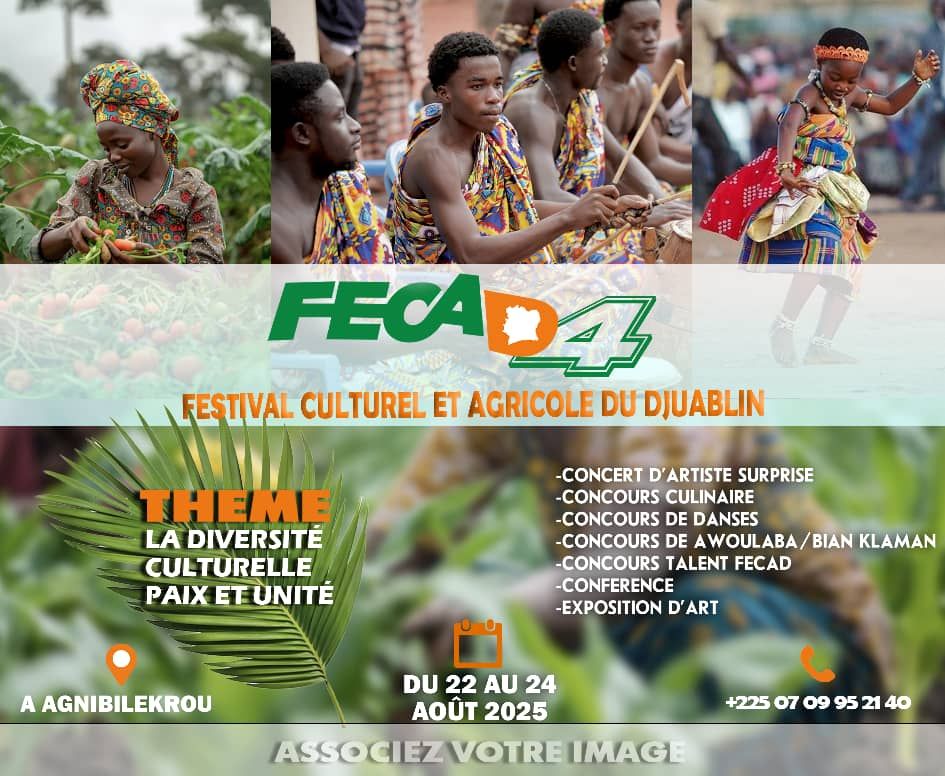 FECAD4
FESTIVAL CULTUREL ET AGRICOLE DU DJUABLIN
THEME
LA DIVERSITÉ
CULTURELLE
PAIX ET UNITÉ
-CONCERT D'ARTISTE SURPRISE
-CONCOURS CULINAIRE
-CONCOURS DE DANSES
-CONCOURS DE AWOULABA/BIAN KLAMAN
-CONCOURS TALENT FECAD
-CONFERENCE
-EXPOSITION D'ART
A AGNIBILEKROU
DU 22 AU 24
AOÛT 2025
+225 07 09 95 21 40
ASSOCIEZ VOTRE IMAGE